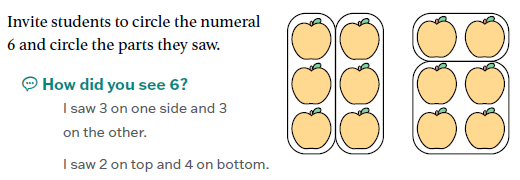 Invite students to circle the numeral
6 and circle the parts they saw.
How did you see 6?
I saw 3 on one side and 3
on the other.
I saw 2 on top and 4 on bottom.